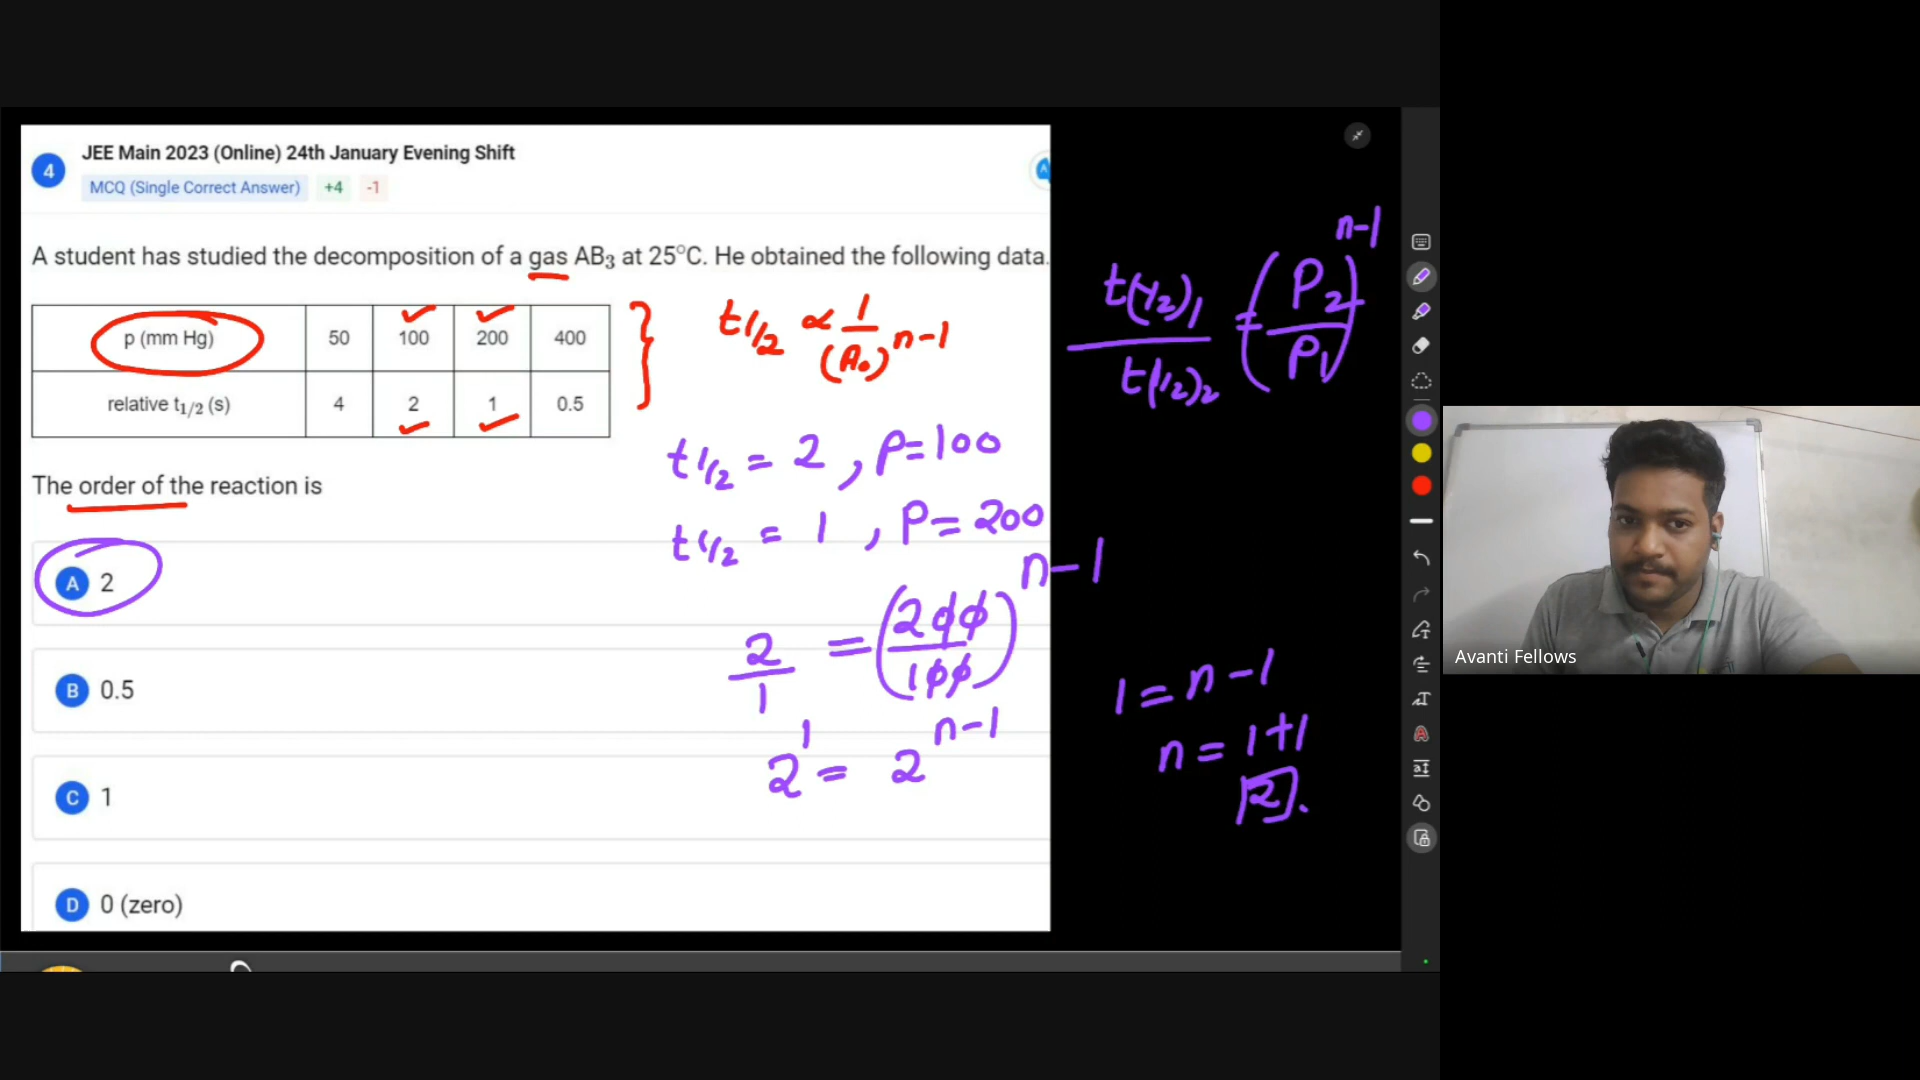 4
JEE Main 2023 (Online) 24th January Evening Shift
MCQ (Single Correct Answer) +4 -1
A student has studied the decomposition of a gas AB₃ at 25°C. He obtained the following data.
p (mm Hg) 50 100 200 400
relative t₁/₂ (s) 4 2 1 0.5
t1/2 ∝ 1/(A₀)^n-1
t(1/2)₁ / t(1/2)₂ = (P₂/P₁)^n-1
t1/2 = 2 , P=100
t1/2 = 1 , P= 200
The order of the reaction is
A 2
B 0.5
C 1
D 0 (zero)
2/1 = (200/100)^n-1
2^1 = 2^n-1
1 = n-1
n = 1+1
2.
Avanti Fellows